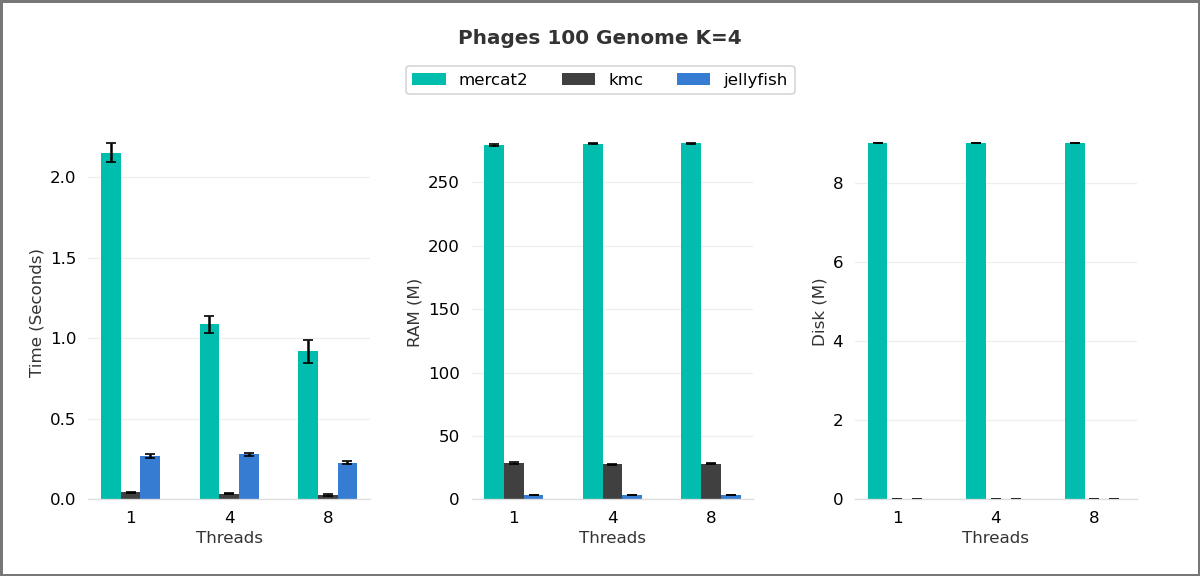 Phages 100 Genome K=4
mercat2 kmc jellyfish
Time (Seconds)
2.0
1.5
1.0
0.5
0.0
1 4 8
Threads
RAM (M)
250
200
150
100
50
0
1 4 8
Threads
Disk (M)
8
6
4
2
0
1 4 8
Threads